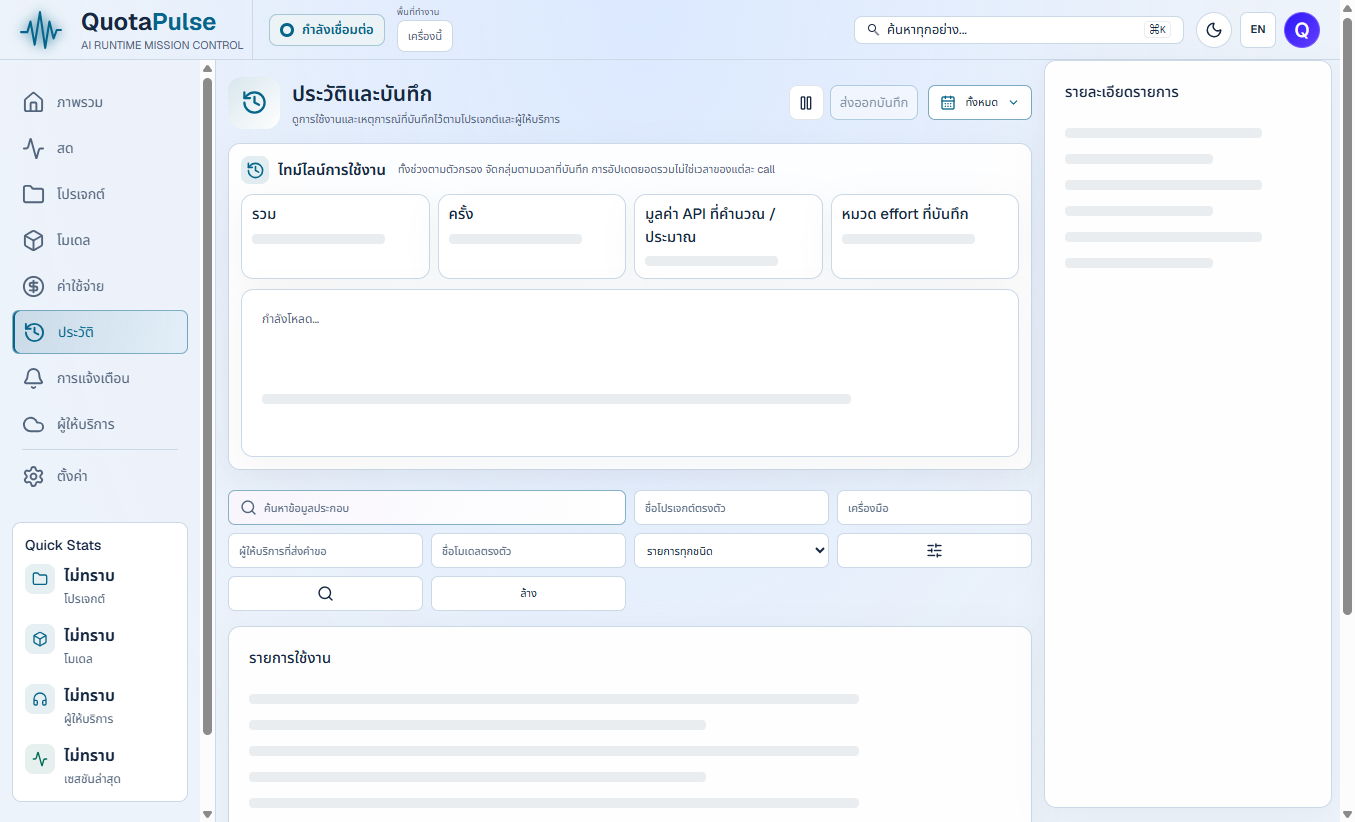 QuotaPulse
AI RUNTIME MISSION CONTROL
กำลังเชื่อมต่อ
พื้นที่ทำงาน
เครื่องนี้
ค้นหาทุกอย่าง...
⌘K
EN
Q
ภาพรวม
สด
โปรเจกต์
โมเดล
ค่าใช้จ่าย
ประวัติ
การแจ้งเตือน
ผู้ให้บริการ
ตั้งค่า
Quick Stats
ไม่ทราบ
โปรเจกต์
ไม่ทราบ
โมเดล
ไม่ทราบ
ผู้ให้บริการ
ไม่ทราบ
เซสชันล่าสุด
ประวัติและบันทึก
ดูการใช้งานและเหตุการณ์ที่บันทึกไว้ตามโปรเจกต์และผู้ให้บริการ
ส่งออกบันทึก
ทั้งหมด
ไทม์ไลน์การใช้งาน
ทั้งช่วงตามตัวกรอง จัดกลุ่มตามเวลาที่บันทึก การอัปเดตยอดรวมไม่ใช่เวลาของแต่ละ call
รวม
ครั้ง
มูลค่า API ที่คำนวณ /
ประมาณ
หมวด effort ที่บันทึก
กำลังโหลด...
ค้นหาข้อมูลประกอบ
ชื่อโปรเจกต์ตรงตัว
เครื่องมือ
ผู้ให้บริการที่ส่งคำขอ
ชื่อโมเดลตรงตัว
รายการทุกชนิด
ล้าง
รายการใช้งาน
รายละเอียดรายการ